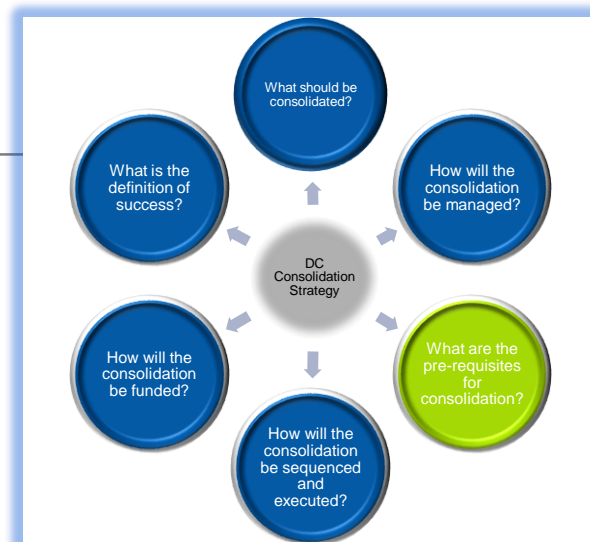 What should be
consolidated?
How will the
consolidation
be managed?
What are the
pre-requisites
for
consolidation?
How will the
consolidation
be sequenced
and
executed?
How will the
consolidation
be funded?
What is the
definition of
success?
DC
Consolidation
Strategy